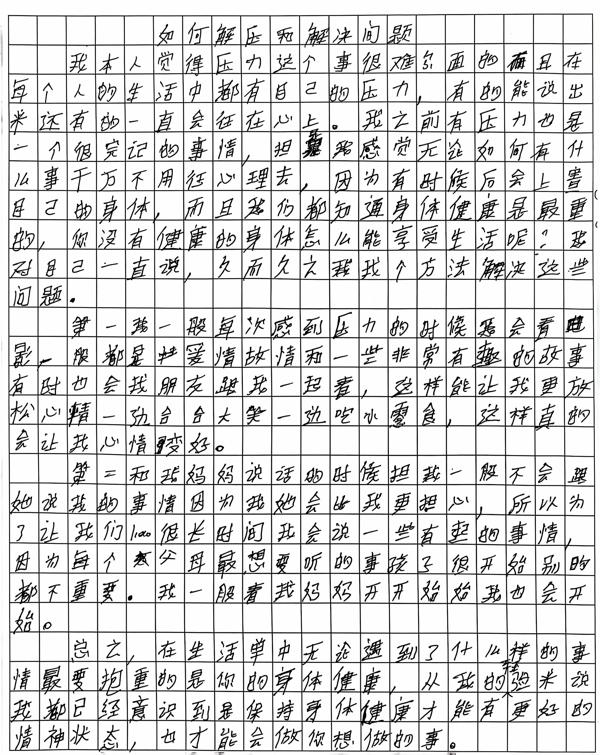 如何解压和解决问题
我本人觉得压力这个事很难尔面的而且在
每个人的生活中都有自己的压力，有的能说出
来还有的一直会往在心上。我之前有压力也是
一个很完记的事情，担我感觉无论如何有什
么事千万不用往心理去，因为有时候后会上害
自己的身体，而且我们都知道身体健康是最重
的，你没有健康的身体怎么能享受生活呢？我
对自己一直说，久而久之我找个方法解决这些
问题。
第一我一般每次感到压力的时候我会看电
影，一般都是爱情故情和一些非常有趣的故事
有时也会找朋友跟我一起看，这样能让我更放
松心精一边合合大笑一边吃小零食，这样真的
会让我心情变好。
第二和我妈妈说话的时候担我一般不会跟
她说我的事情因为我她会比我更担心，所以为
了让我们很长时间我会说一些有趣的事情，
因为每个父母最想要听的事孩子很开始别的
都不重要。我一般看我妈妈开开始始我也会开
始。
总之，在生活单中无论遇到了什么样的事
情最要抱重的是你的身体健康，从我的经来说
我都已经意识到是保持身体健康才能有更好的
情神状态，也才能会做你想做的事。